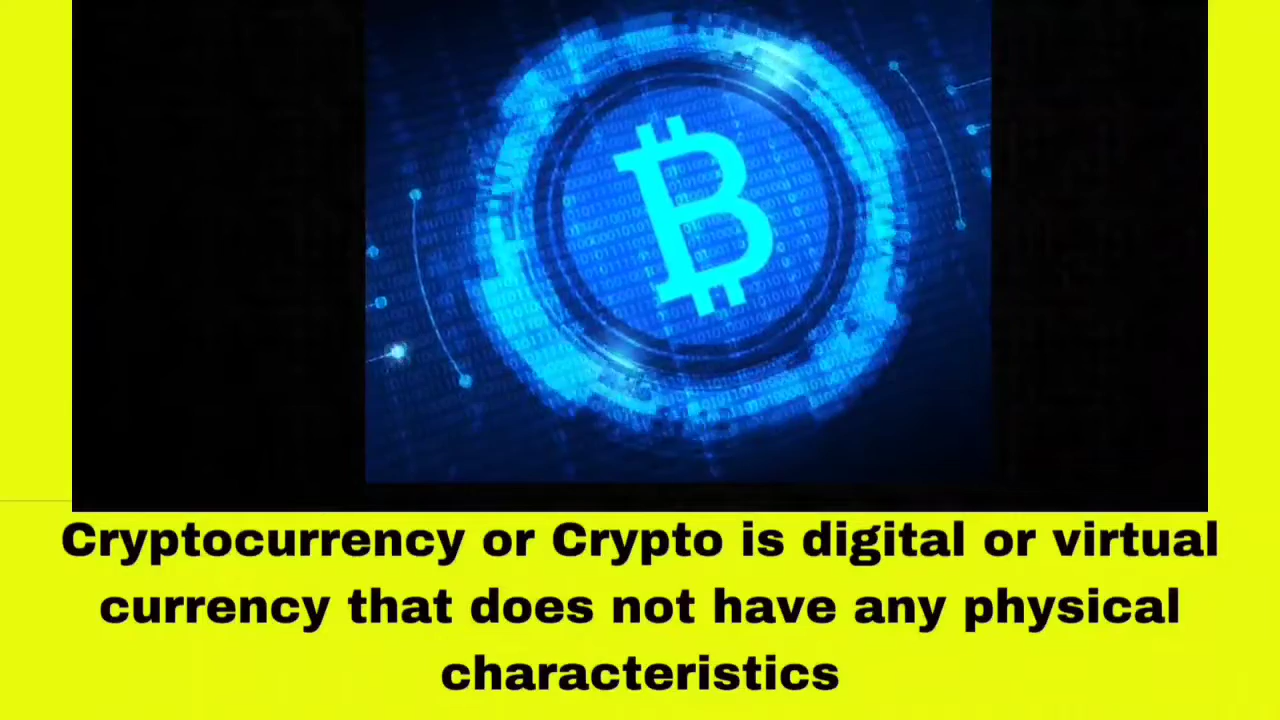 Cryptocurrency or Crypto is digital or virtual
currency that does not have any physical
characteristics